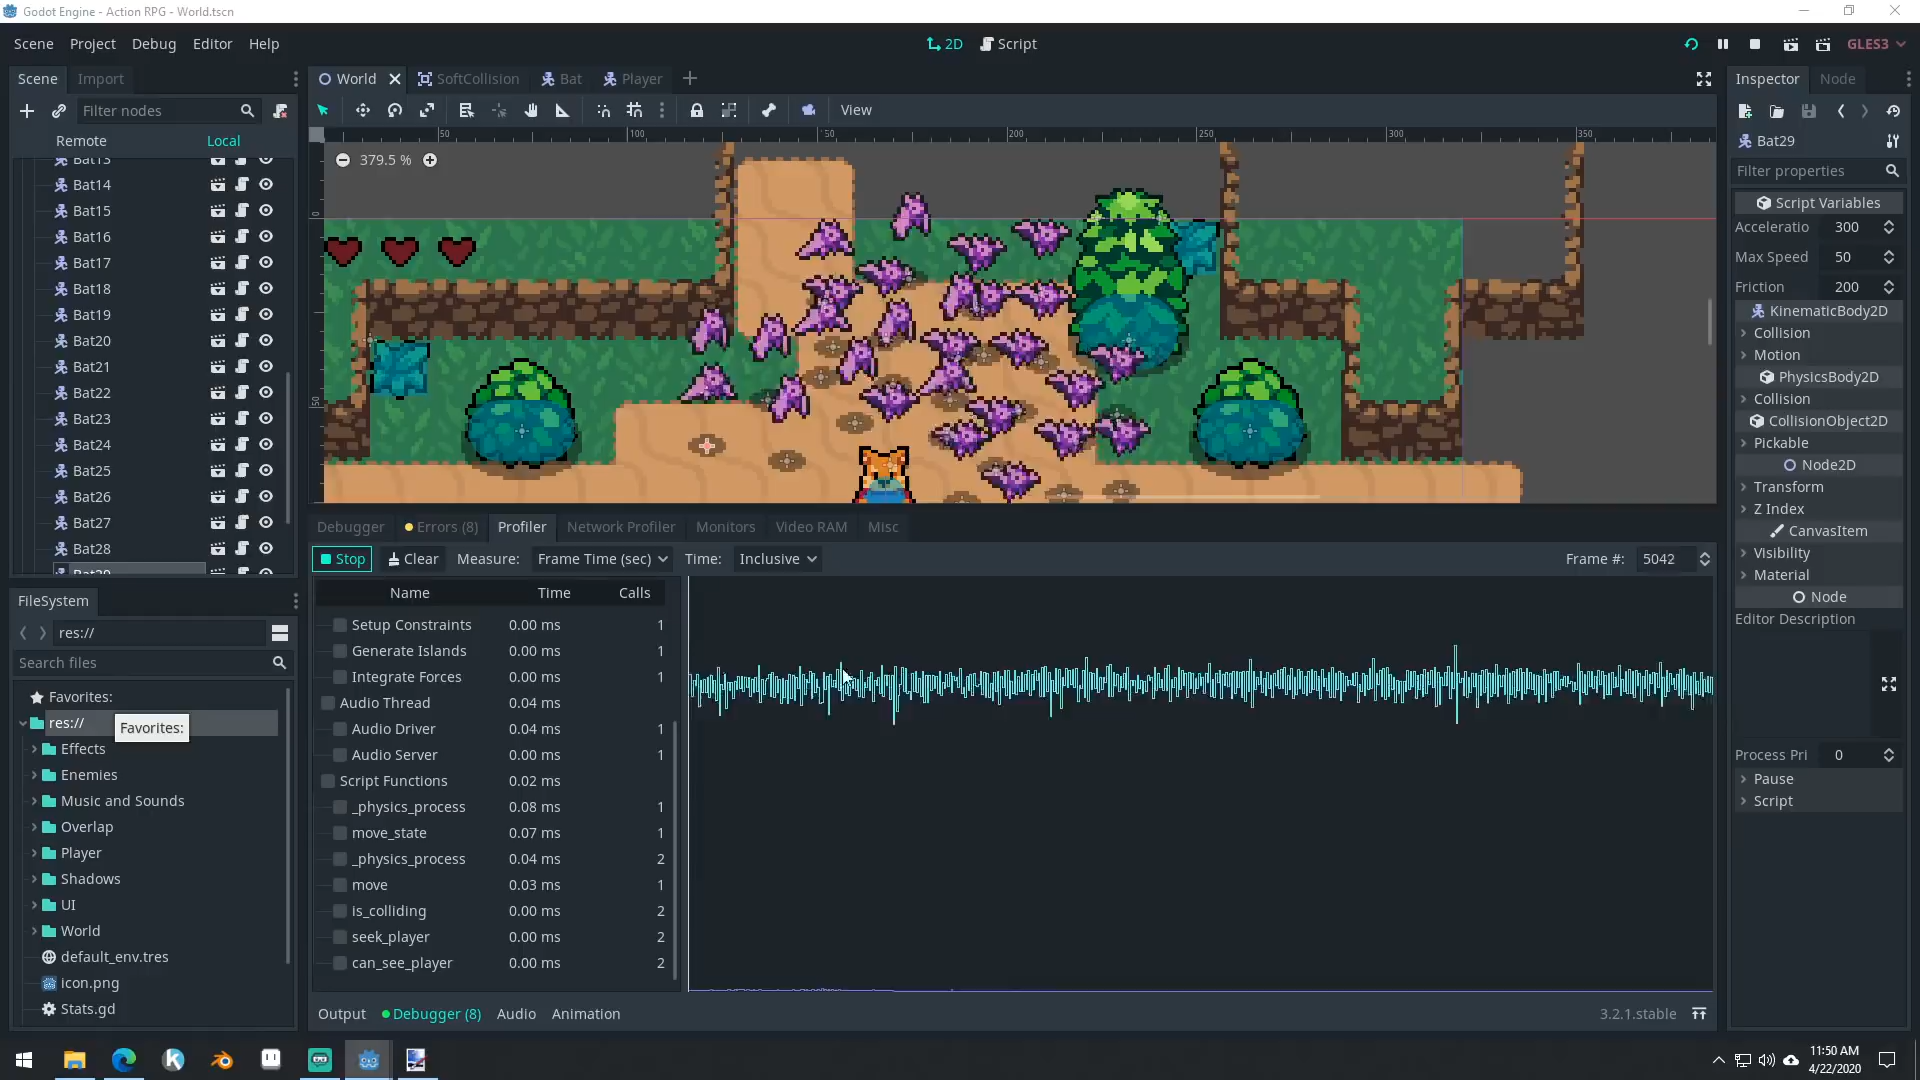 Godot Engine - Action RPG - World.tscn
Scene Project Debug Editor Help
2D Script
GLES3
Scene Import
World SoftCollision Bat Player
Inspector Node
Filter nodes
View
Remote Local
379.5 %
50 100 150 200 250 300 350
0
50
Bat13
Bat14
Bat15
Bat16
Bat17
Bat18
Bat19
Bat20
Bat21
Bat22
Bat23
Bat24
Bat25
Bat26
Bat27
Bat28
Bat29
FileSystem
res://
Search files
Favorites:
res://
Favorites:
Effects
Enemies
Music and Sounds
Overlap
Player
Shadows
UI
World
default_env.tres
icon.png
Stats.gd
Debugger Errors (8) Profiler Network Profiler Monitors Video RAM Misc
Stop Clear Measure: Frame Time (sec) Time: Inclusive Frame #: 5042
Name Time Calls
Setup Constraints 0.00 ms 1
Generate Islands 0.00 ms 1
Integrate Forces 0.00 ms 1
Audio Thread 0.04 ms
Audio Driver 0.04 ms 1
Audio Server 0.00 ms 1
Script Functions 0.02 ms
_physics_process 0.08 ms 1
move_state 0.07 ms 1
_physics_process 0.04 ms 2
move 0.03 ms 1
is_colliding 0.00 ms 2
seek_player 0.00 ms 2
can_see_player 0.00 ms 2
Output Debugger (8) Audio Animation
3.2.1.stable
Bat29
Filter properties
Script Variables
Acceleratio 300
Max Speed 50
Friction 200
KinematicBody2D
Collision
Motion
PhysicsBody2D
Collision
CollisionObject2D
Pickable
Node2D
Transform
Z Index
CanvasItem
Visibility
Material
Node
Editor Description
Process Pri 0
Pause
Script
11:50 AM
4/22/2020